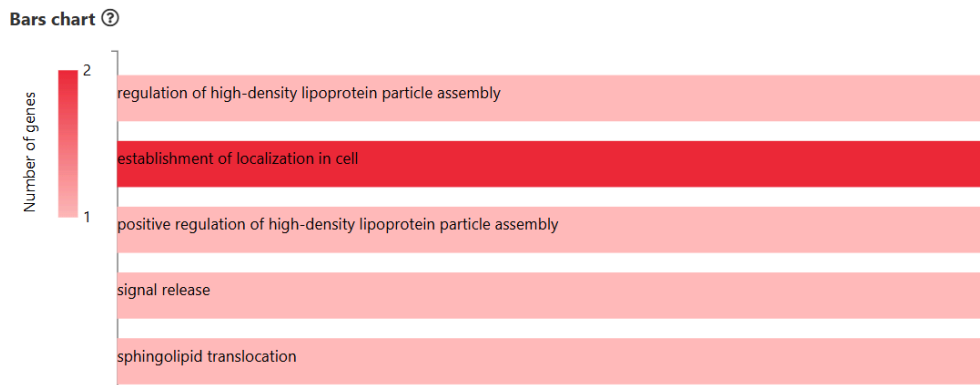 Bars chart ?
Number of genes
2
1
regulation of high-density lipoprotein particle assembly
establishment of localization in cell
positive regulation of high-density lipoprotein particle assembly
signal release
sphingolipid translocation